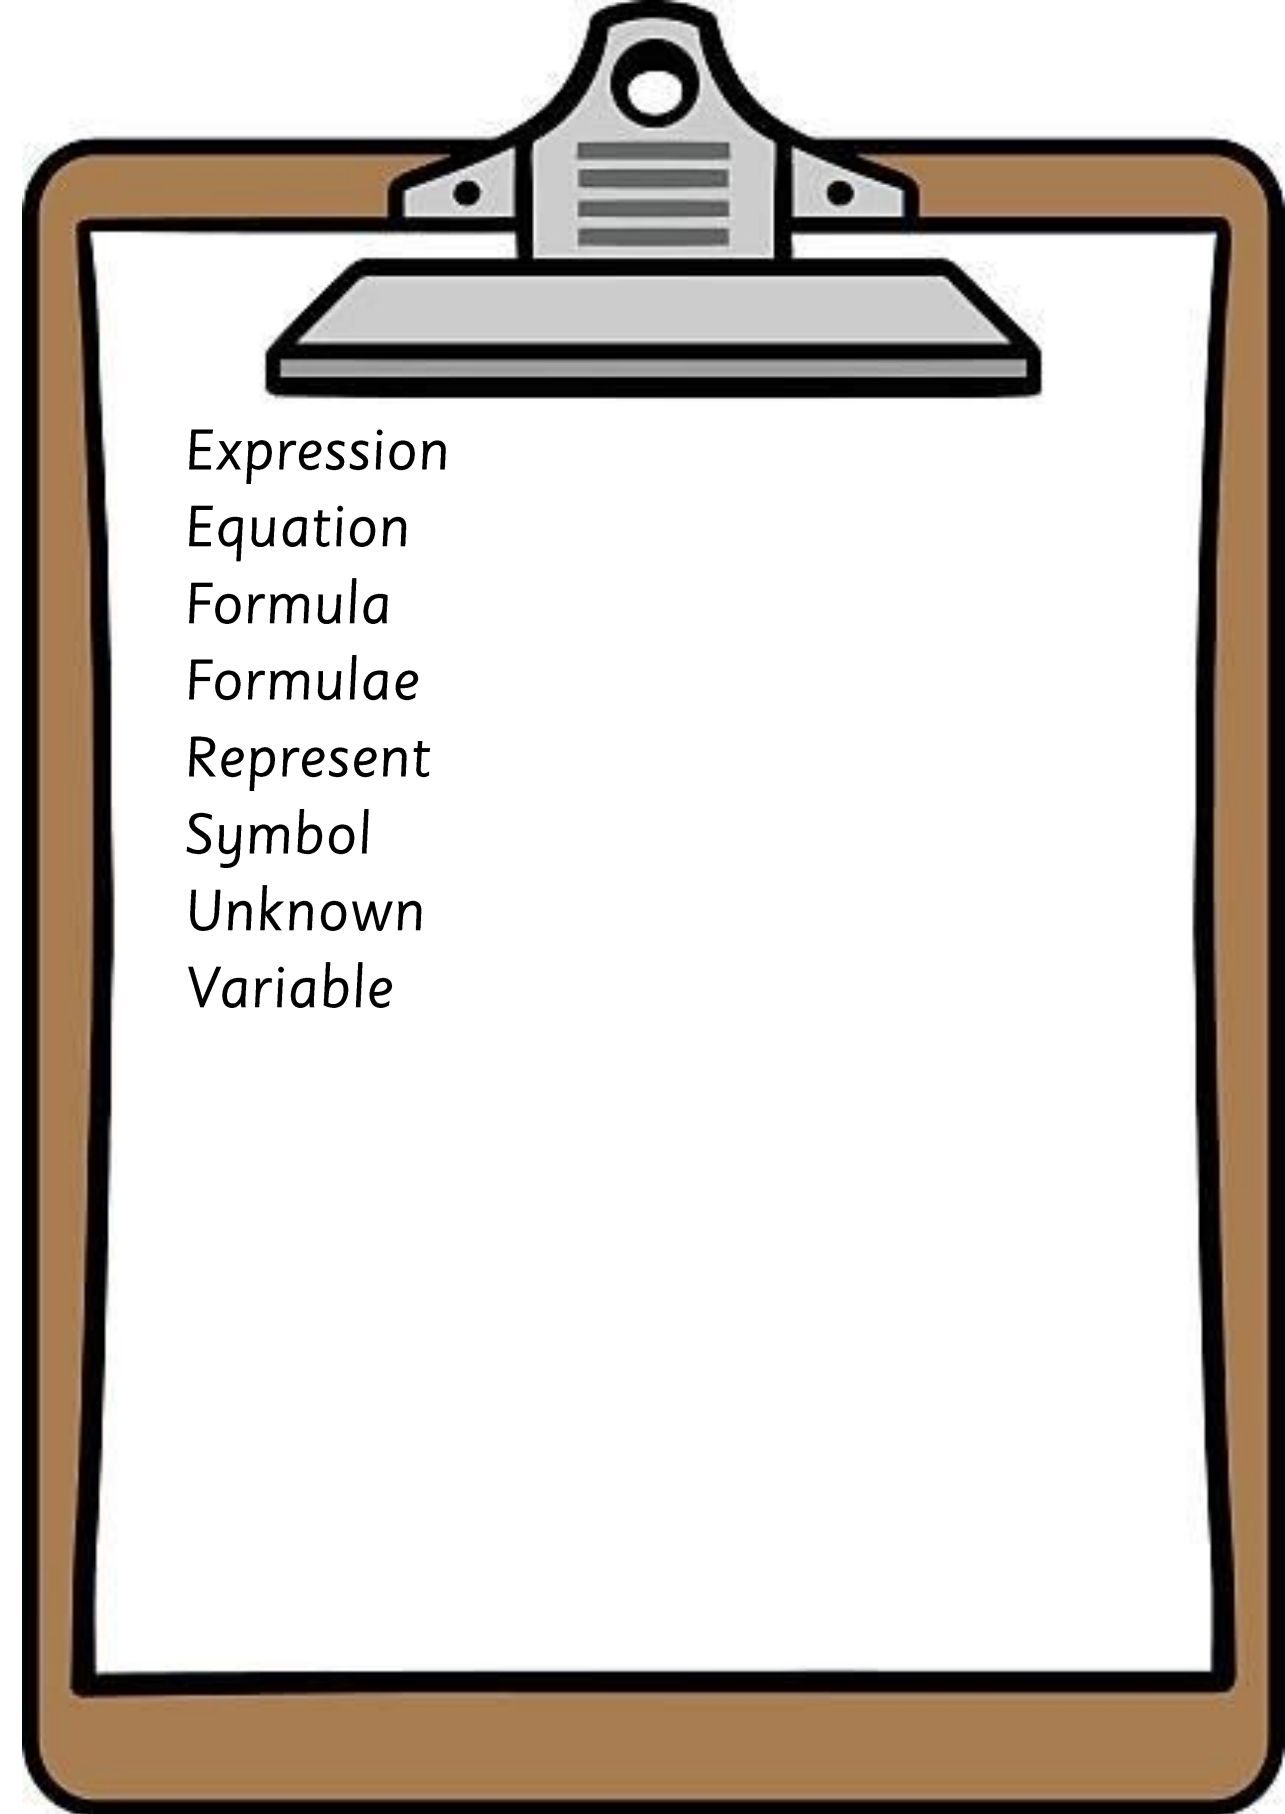 Expression
Equation
Formula
Formulae
Represent
Symbol
Unknown
Variable